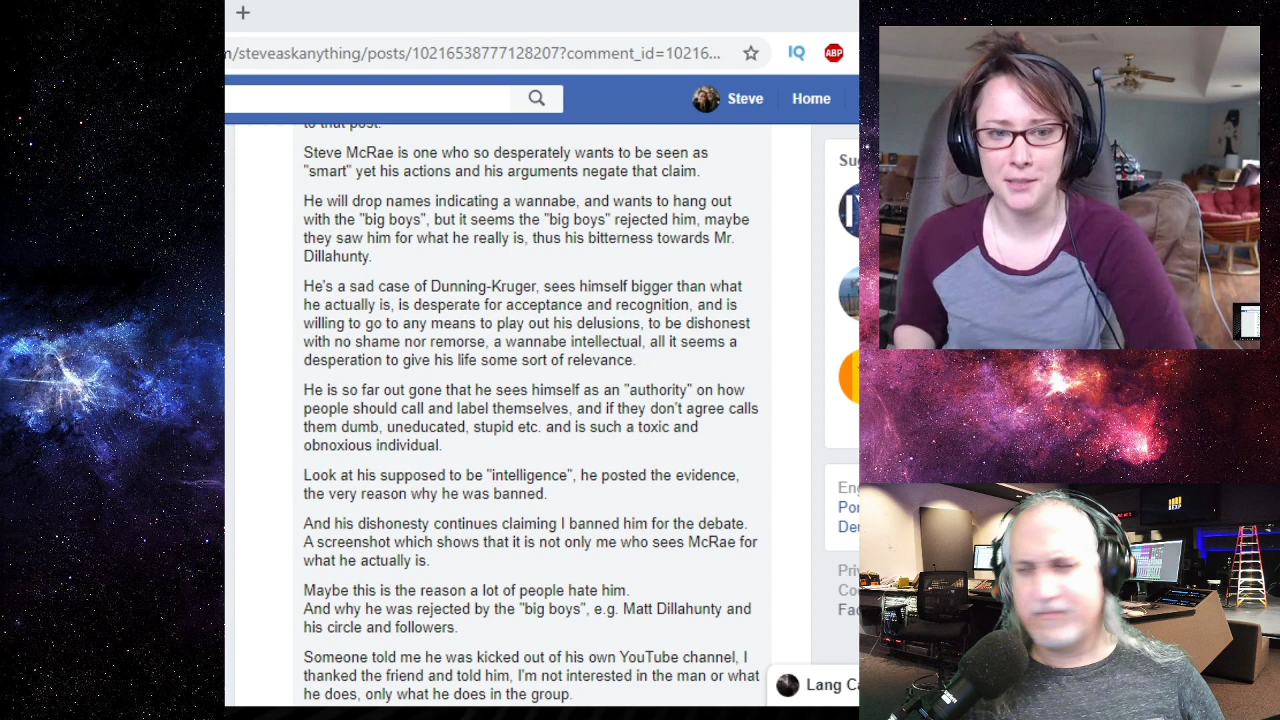 +
m/steveaskanything/posts/10216538777128207?comment_id=10216...
IQ
ABP
Steve
Home
to that post.
Su
Steve McRae is one who so desperately wants to be seen as
"smart" yet his actions and his arguments negate that claim.
He will drop names indicating a wannabe, and wants to hang out
with the "big boys", but it seems the "big boys" rejected him, maybe
they saw him for what he really is, thus his bitterness towards Mr.
Dillahunty.
He's a sad case of Dunning-Kruger, sees himself bigger than what
he actually is, is desperate for acceptance and recognition, and is
willing to go to any means to play out his delusions, to be dishonest
with no shame nor remorse, a wannabe intellectual, all it seems a
desperation to give his life some sort of relevance.
He is so far out gone that he sees himself as an "authority" on how
people should call and label themselves, and if they don't agree calls
them dumb, uneducated, stupid etc. and is such a toxic and
obnoxious individual.
Look at his supposed to be "intelligence", he posted the evidence,
the very reason why he was banned.
And his dishonesty continues claiming I banned him for the debate.
A screenshot which shows that it is not only me who sees McRae for
what he actually is.
Maybe this is the reason a lot of people hate him.
And why he was rejected by the "big boys", e.g. Matt Dillahunty and
his circle and followers.
Someone told me he was kicked out of his own YouTube channel, I
thanked the friend and told him, I'm not interested in the man or what
he does, only what he does in the group.
Eng
Por
Deu
Priv
Coo
Fac
Lang Ca